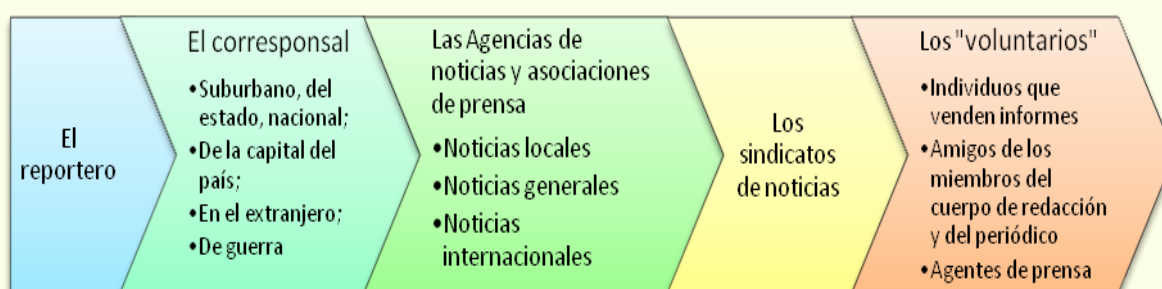 El
reportero
El corresponsal
•Suburbano, del
estado, nacional;
•De la capital del
país;
•En el extranjero;
•De guerra
Las Agencias de
noticias y asociaciones
de prensa
•Noticias locales
•Noticias generales
•Noticias
internacionales
Los
sindicatos
de noticias
Los "voluntarios"
•Individuos que
venden informes
•Amigos de los
miembros del
cuerpo de redacción
y del periódico
•Agentes de prensa